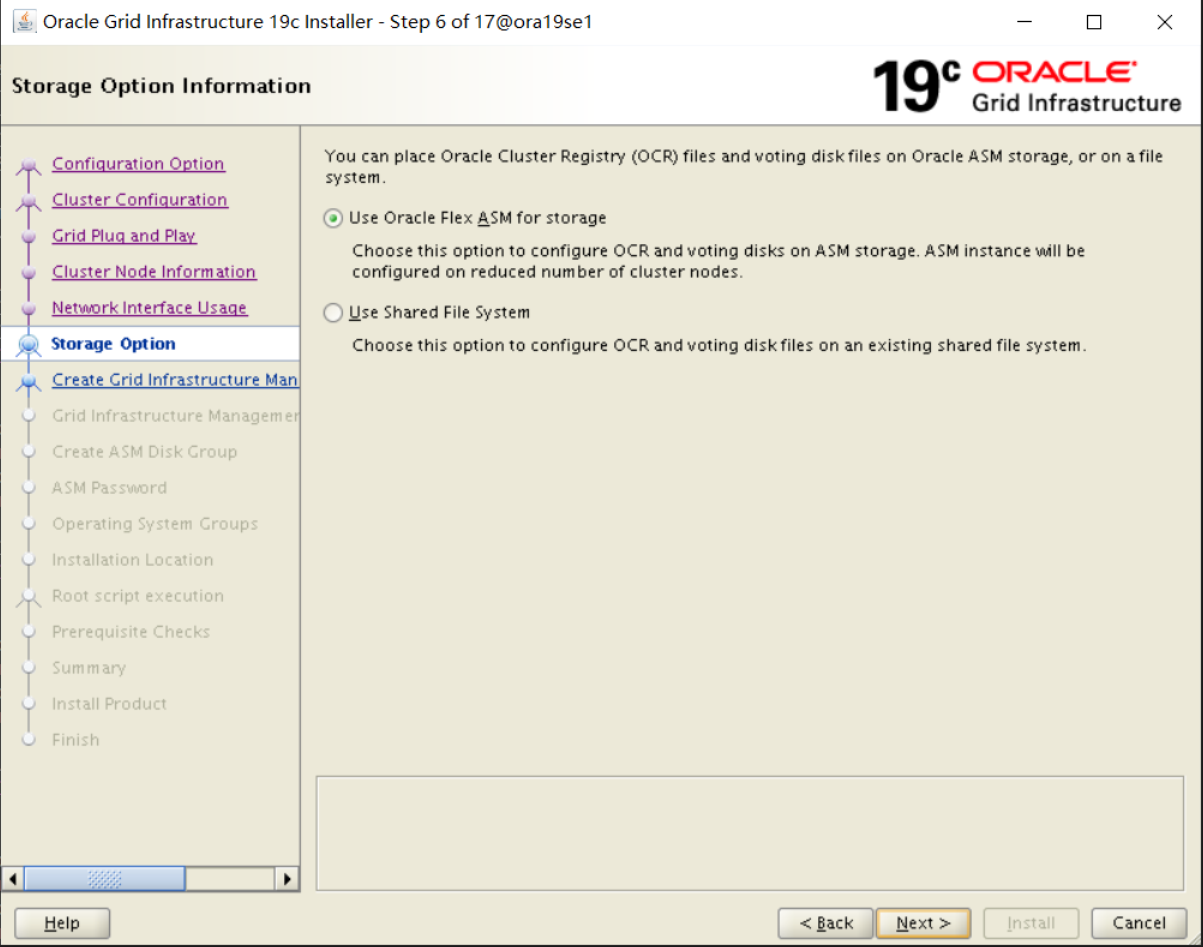 Oracle Grid Infrastructure 19c Installer - Step 6 of 17@ora19se1
Storage Option Information
19c ORACLE
Grid Infrastructure
Configuration Option
Cluster Configuration
Grid Plug and Play
Cluster Node Information
Network Interface Usage
Storage Option
Create Grid Infrastructure Man
Grid Infrastructure Managemer
Create ASM Disk Group
ASM Password
Operating System Groups
Installation Location
Root script execution
Prerequisite Checks
Summary
Install Product
Finish
You can place Oracle Cluster Registry (OCR) files and voting disk files on Oracle ASM storage, or on a file
system.
Use Oracle Flex ASM for storage
Choose this option to configure OCR and voting disks on ASM storage. ASM instance will be
configured on reduced number of cluster nodes.
Use Shared File System
Choose this option to configure OCR and voting disk files on an existing shared file system.
Help
< Back
Next >
Install
Cancel